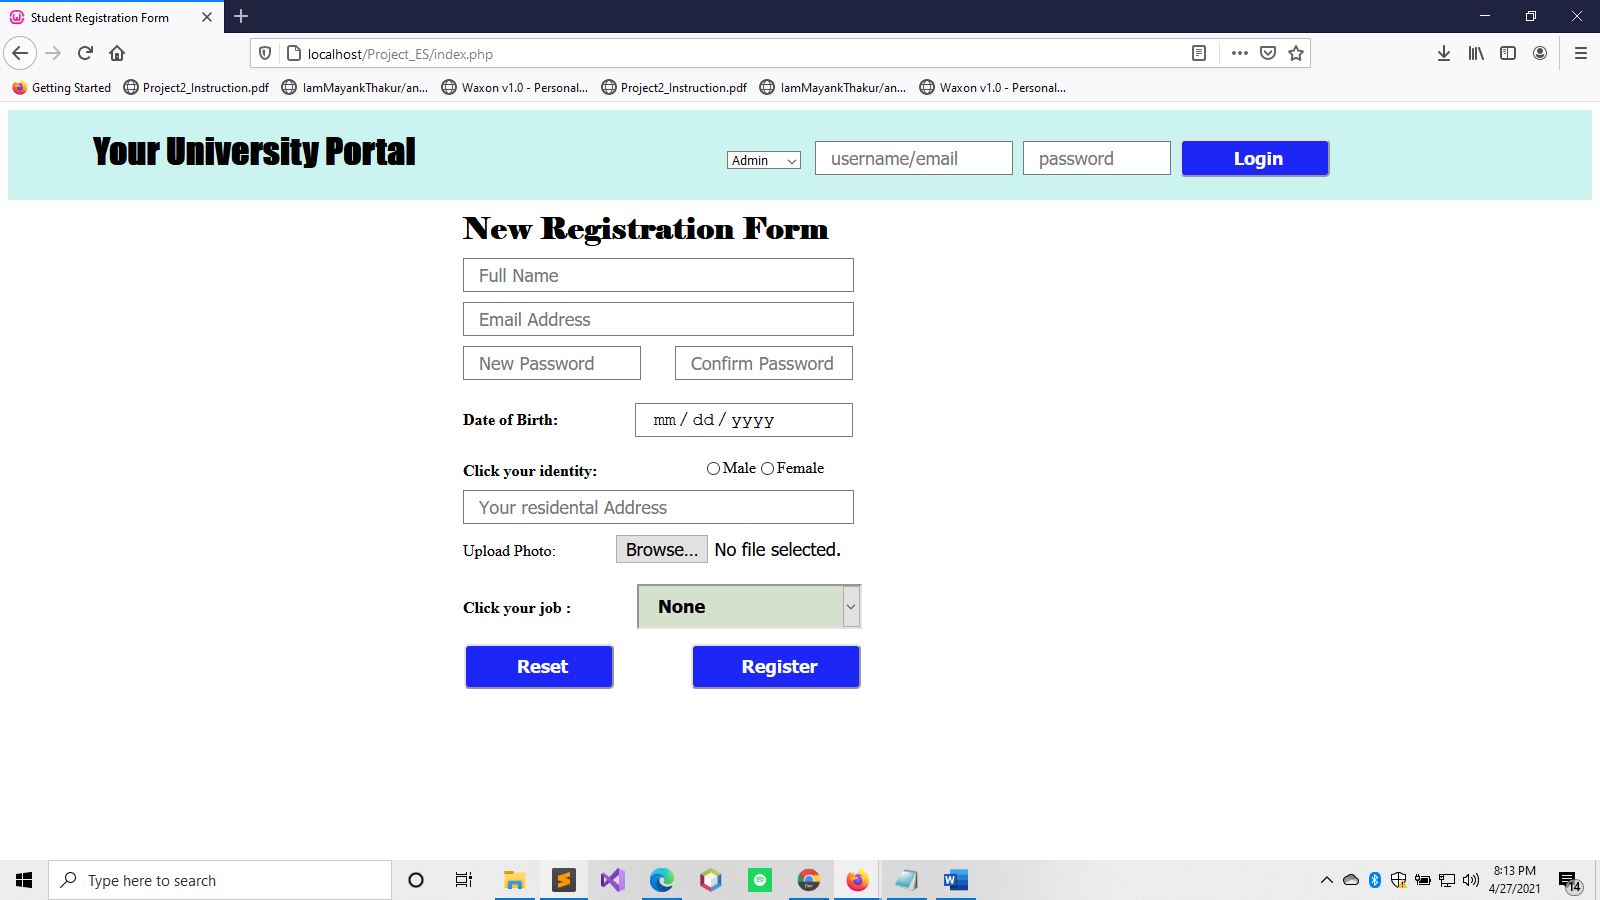 Student Registration Form
localhost/Project_ES/index.php
Getting Started Project2_Instruction.pdf IamMayankThakur/an... Waxon v1.0 - Personal... Project2_Instruction.pdf IamMayankThakur/an... Waxon v1.0 - Personal...
Your University Portal Admin username/email password Login
New Registration Form
Full Name
Email Address
New Password Confirm Password
Date of Birth: mm / dd / yyyy
Click your identity: Male Female
Your residental Address
Upload Photo: Browse... No file selected.
Click your job : None
Reset Register
Type here to search 8:13 PM
4/27/2021 14